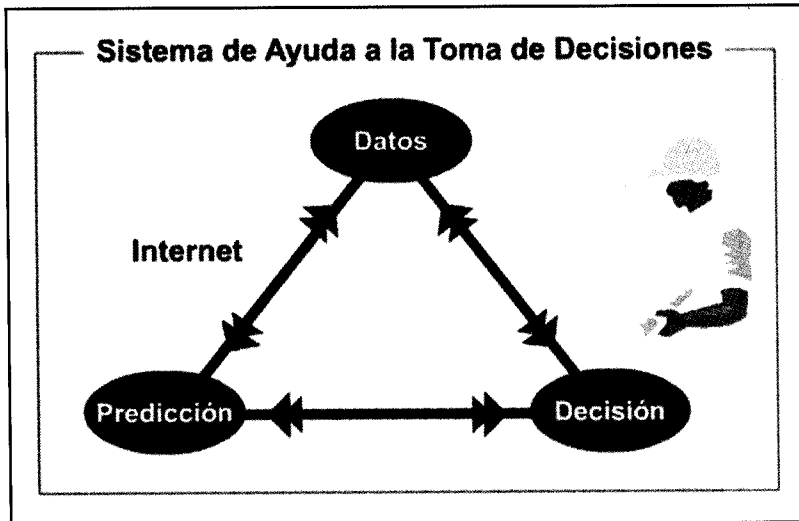 Sistema de Ayuda a la Toma de Decisiones
Datos
Internet
Predicción
Decisión